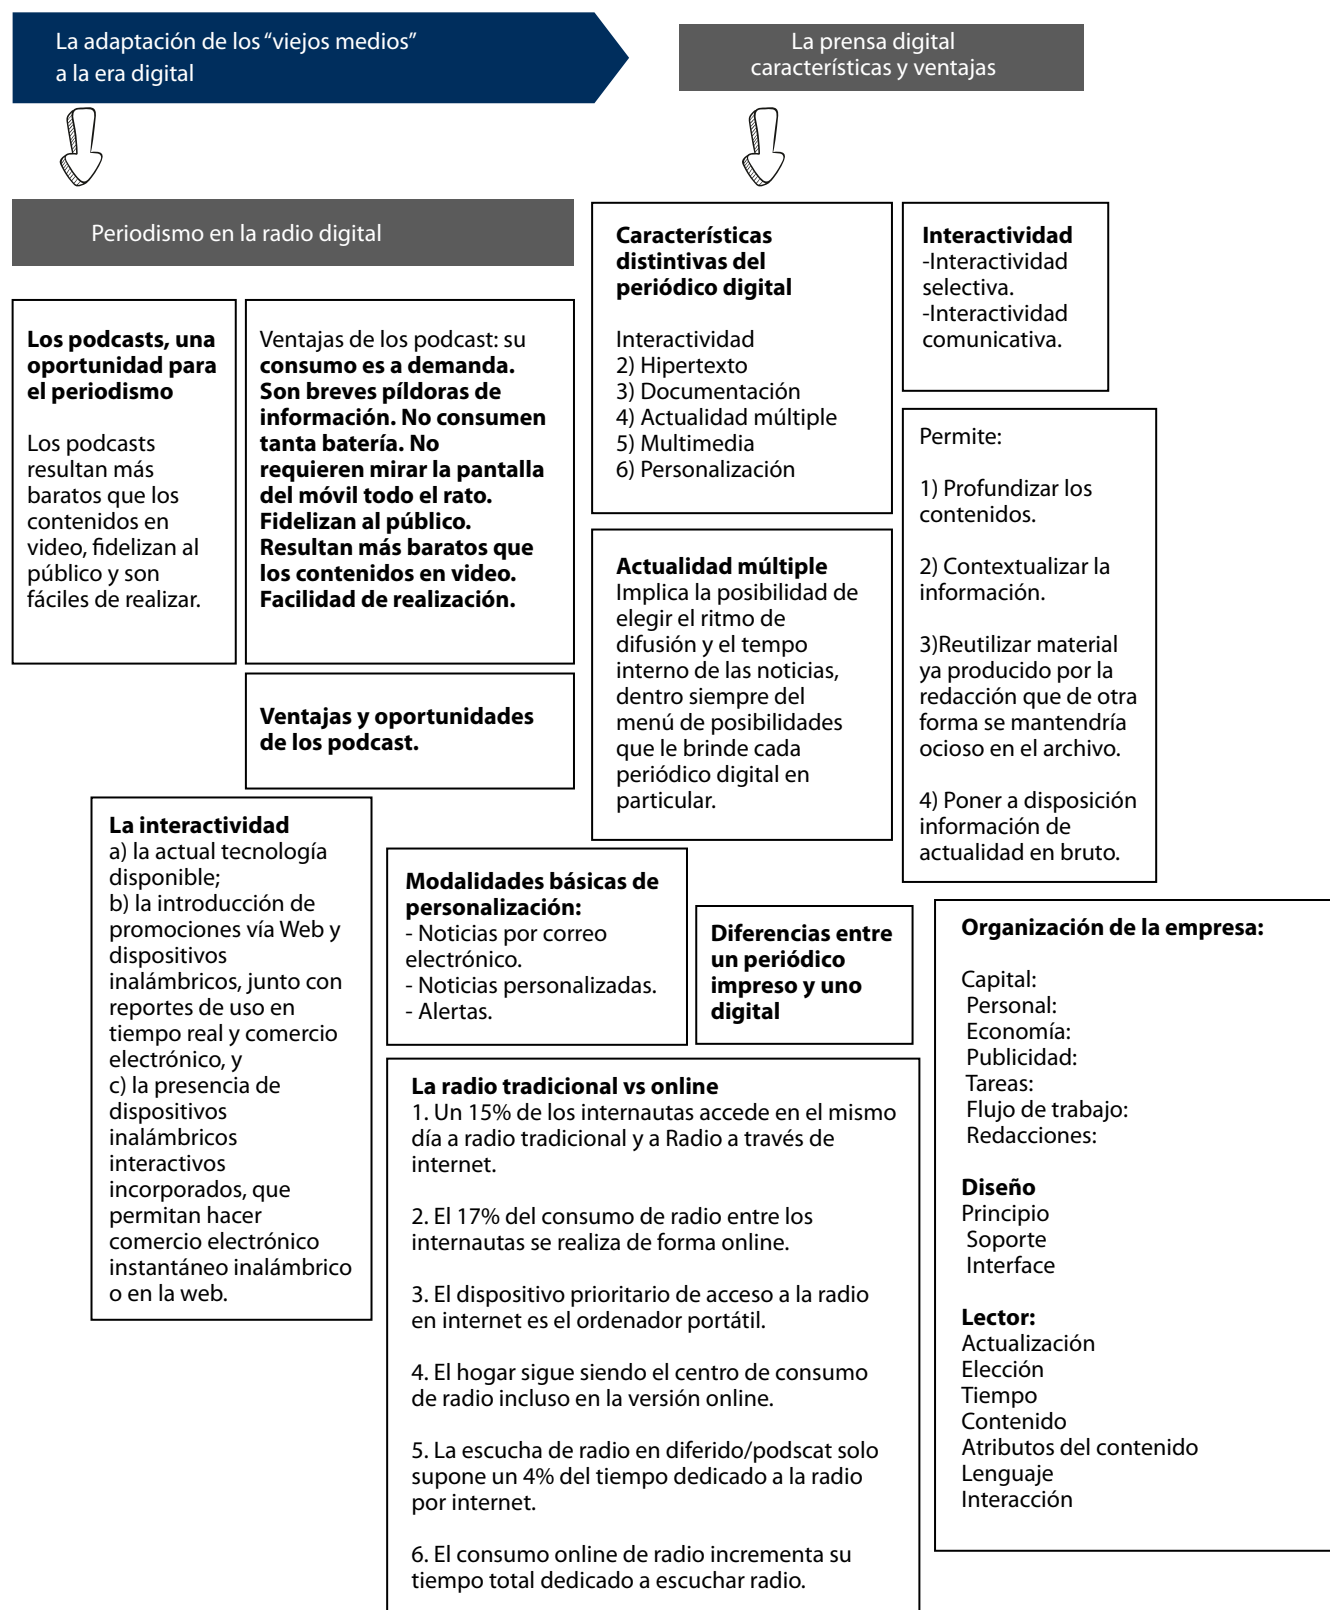 La adaptación de los “viejos medios”
a la era digital
La prensa digital
características y ventajas
Periodismo en la radio digital
Los podcasts, una
oportunidad para
el periodismo
Los podcasts
resultan más
baratos que los
contenidos en
video, fidelizan al
público y son
fáciles de realizar.
Ventajas de los podcast: su
consumo es a demanda.
Son breves píldoras de
información. No consumen
tanta batería. No
requieren mirar la pantalla
del móvil todo el rato.
Fidelizan al público.
Resultan más baratos que
los contenidos en video.
Facilidad de realización.
Ventajas y oportunidades
de los podcast.
Características
distintivas del
periódico digital
Interactividad
2) Hipertexto
3) Documentación
4) Actualidad múltiple
5) Multimedia
6) Personalización
Interactividad
-Interactividad
selectiva.
-Interactividad
comunicativa.
Actualidad múltiple
Implica la posibilidad de
elegir el ritmo de
difusión y el tempo
interno de las noticias,
dentro siempre del
menú de posibilidades
que le brinde cada
periódico digital en
particular.
Permite:
1) Profundizar los
contenidos.
2) Contextualizar la
información.
3)Reutilizar material
ya producido por la
redacción que de otra
forma se mantendría
ocioso en el archivo.
4) Poner a disposición
información de
actualidad en bruto.
La interactividad
a) la actual tecnología
disponible;
b) la introducción de
promociones vía Web y
dispositivos
inalámbricos, junto con
reportes de uso en
tiempo real y comercio
electrónico, y
c) la presencia de
dispositivos
inalámbricos
interactivos
incorporados, que
permitan hacer
comercio electrónico
instantáneo inalámbrico
o en la web.
Modalidades básicas de
personalización:
- Noticias por correo
electrónico.
- Noticias personalizadas.
- Alertas.
Diferencias entre
un periódico
impreso y uno
digital
La radio tradicional vs online
1. Un 15% de los internautas accede en el mismo
día a radio tradicional y a Radio a través de
internet.
2. El 17% del consumo de radio entre los
internautas se realiza de forma online.
3. El dispositivo prioritario de acceso a la radio
en internet es el ordenador portátil.
4. El hogar sigue siendo el centro de consumo
de radio incluso en la versión online.
5. La escucha de radio en diferido/podscat solo
supone un 4% del tiempo dedicado a la radio
por internet.
6. El consumo online de radio incrementa su
tiempo total dedicado a escuchar radio.
Organización de la empresa:
Capital:
Personal:
Economía:
Publicidad:
Tareas:
Flujo de trabajo:
Redacciones:
Diseño
Principio
Soporte
Interface
Lector:
Actualización
Elección
Tiempo
Contenido
Atributos del contenido
Lenguaje
Interacción